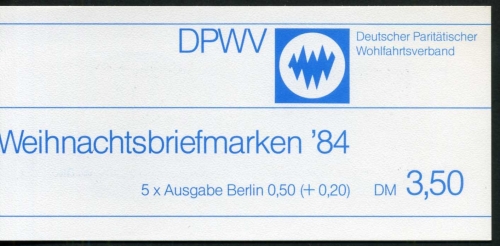 DPWV
Deutscher Paritätischer
Wohlfahrtsverband
Weihnachtsbriefmarken '84
5 x Ausgabe Berlin 0,50 (+ 0,20) DM 3,50